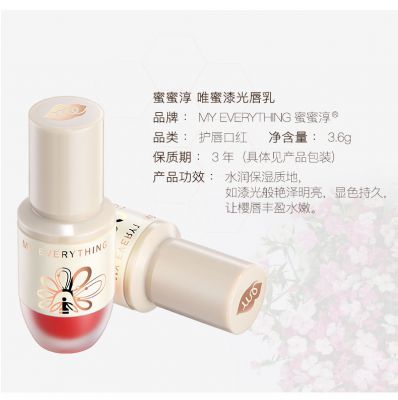 蜜蜜淳 唯蜜漆光唇乳
品牌： MY EVERYTHING 蜜蜜淳®
品类： 护唇口红 净含量： 3.6g
保质期： 3 年（具体见产品包装）
产品功效： 水润保湿质地，
如漆光般艳泽明亮，显色持久，
让樱唇丰盈水嫩。
MY EVERYTHING